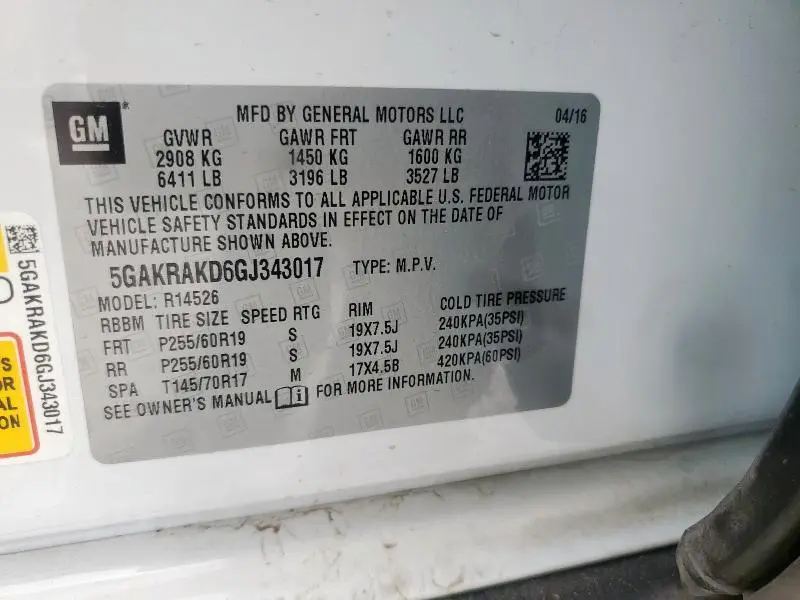 GM
MFD BY GENERAL MOTORS LLC 04/16
GVWR GAWR FRT GAWR RR
2908 KG 1450 KG 1600 KG
6411 LB 3196 LB 3527 LB
THIS VEHICLE CONFORMS TO ALL APPLICABLE U.S. FEDERAL MOTOR
VEHICLE SAFETY STANDARDS IN EFFECT ON THE DATE OF
MANUFACTURE SHOWN ABOVE.
5GAKRAKD6GJ343017 TYPE: M.P.V.
MODEL: R14526
RBBM TIRE SIZE SPEED RTG RIM COLD TIRE PRESSURE
FRT P255/60R19 S 19X7.5J 240KPA(35PSI)
RR P255/60R19 S 19X7.5J 240KPA(35PSI)
SPA T145/70R17 M 17X4.5B 420KPA(60PSI)
SEE OWNER'S MANUAL i FOR MORE INFORMATION.
5GAKRAKD6GJ343017